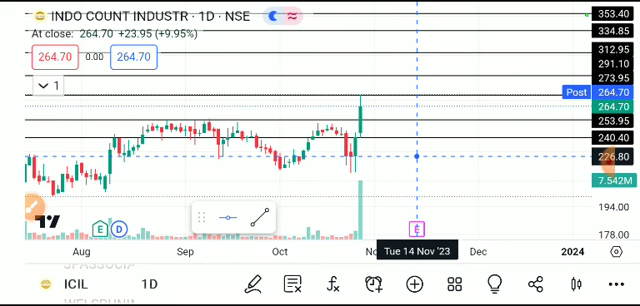 INDO COUNT INDUSTR · 1D · NSE
At close: 264.70 +23.95 (+9.95%)
264.70 0.00 264.70
1
353.40
334.85
312.95
291.10
273.95
Post 264.70
264.70
253.95
240.40
226.80
7.542M
194.00
178.00
E D E
Aug Sep Oct Tue 14 Nov '23 Dec 2024
ICIL 1D